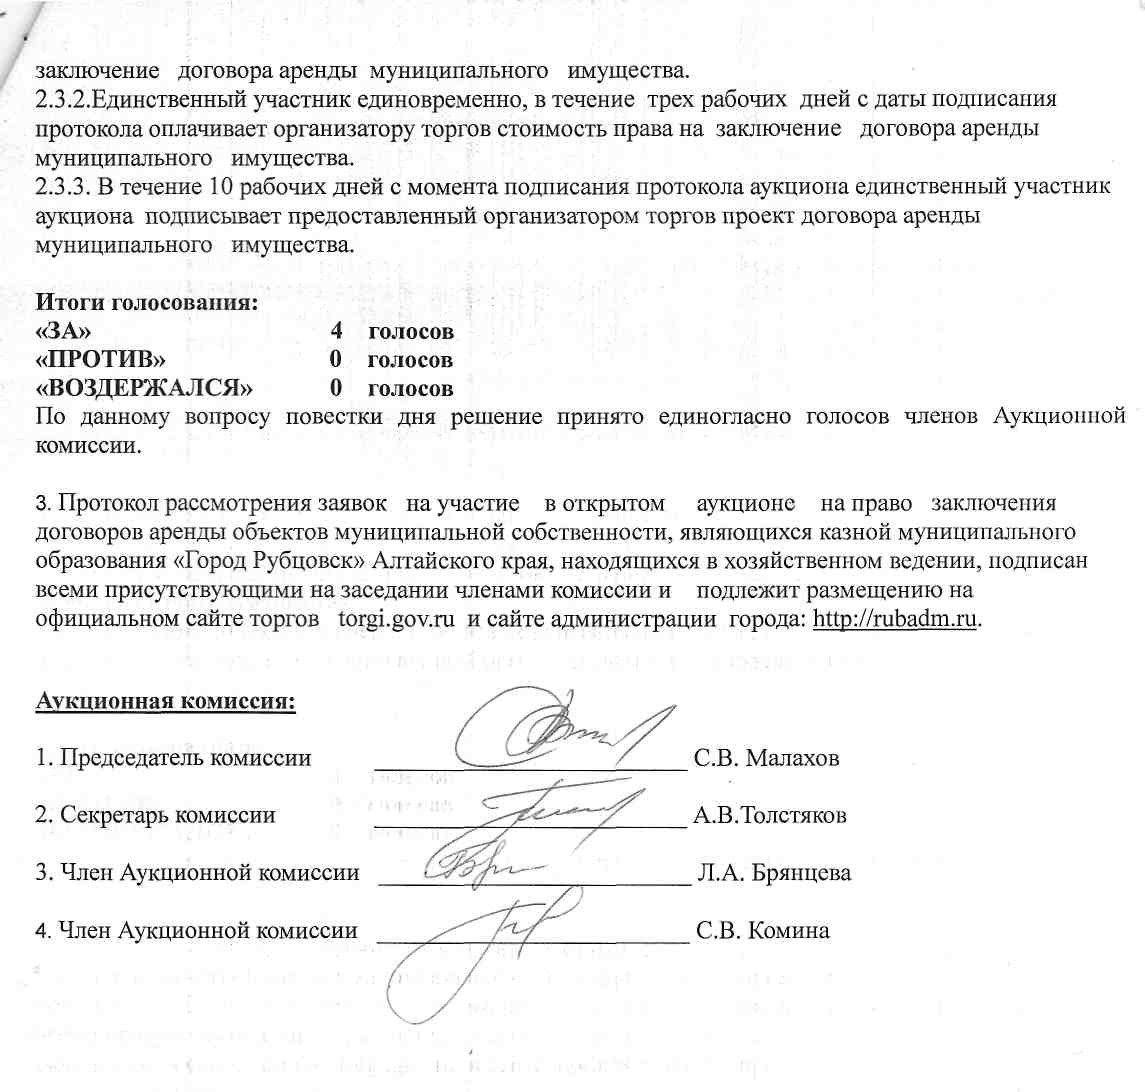 заключение договора аренды муниципального имущества.
2.3.2.Единственный участник единовременно, в течение трех рабочих дней с даты подписания
протокола оплачивает организатору торгов стоимость права на заключение договора аренды
муниципального имущества.
2.3.3. В течение 10 рабочих дней с момента подписания протокола аукциона единственный участник
аукциона подписывает предоставленный организатором торгов проект договора аренды
муниципального имущества.
Итоги голосования:
«ЗА» 4 голосов
«ПРОТИВ» 0 голосов
«ВОЗДЕРЖАЛСЯ» 0 голосов
По данному вопросу повестки дня решение принято единогласно голосов членов Аукционной
комиссии.
3. Протокол рассмотрения заявок на участие в открытом аукционе на право заключения
договоров аренды объектов муниципальной собственности, являющихся казной муниципального
образования «Город Рубцовск» Алтайского края, находящихся в хозяйственном ведении, подписан
всеми присутствующими на заседании членами комиссии и подлежит размещению на
официальном сайте торгов torgi.gov.ru и сайте администрации города: http://rubadm.ru.
Аукционная комиссия:
1. Председатель комиссии С.В. Малахов
2. Секретарь комиссии А.В.Толстяков
3. Член Аукционной комиссии Л.А. Брянцева
4. Член Аукционной комиссии С.В. Комина